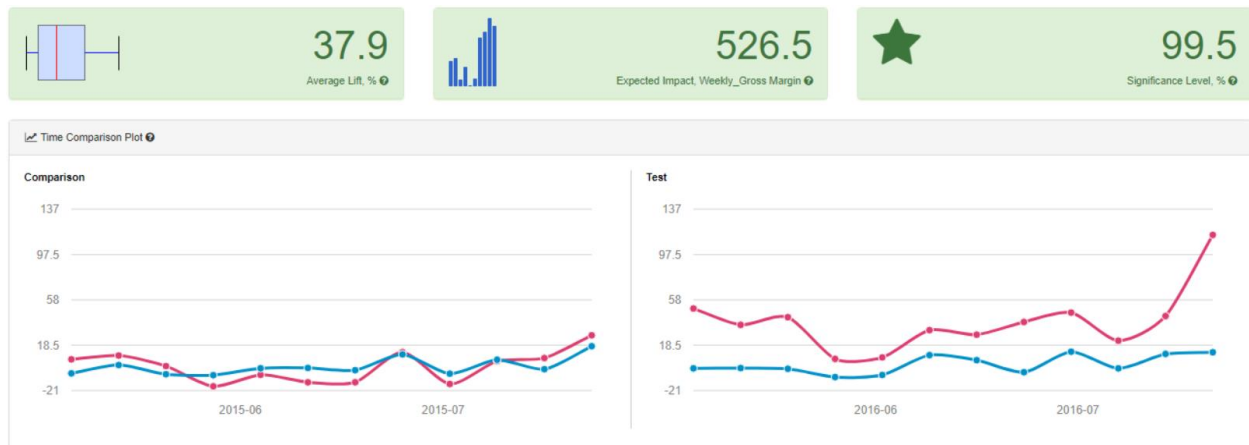 37.9
Average Lift, %
526.5
Expected Impact, Weekly_Gross Margin
99.5
Significance Level, %
Time Comparison Plot
Comparison
137
97.5
58
18.5
-21
2015-06 2015-07
Test
137
97.5
58
18.5
-21
2016-06 2016-07